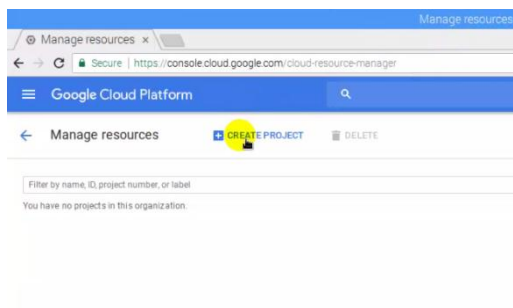 Manage resources
Manage resources ×
Secure | https://console.cloud.google.com/cloud-resource-manager
Google Cloud Platform
Manage resources CREATE PROJECT DELETE
Filter by name, ID, project number, or label
You have no projects in this organization.